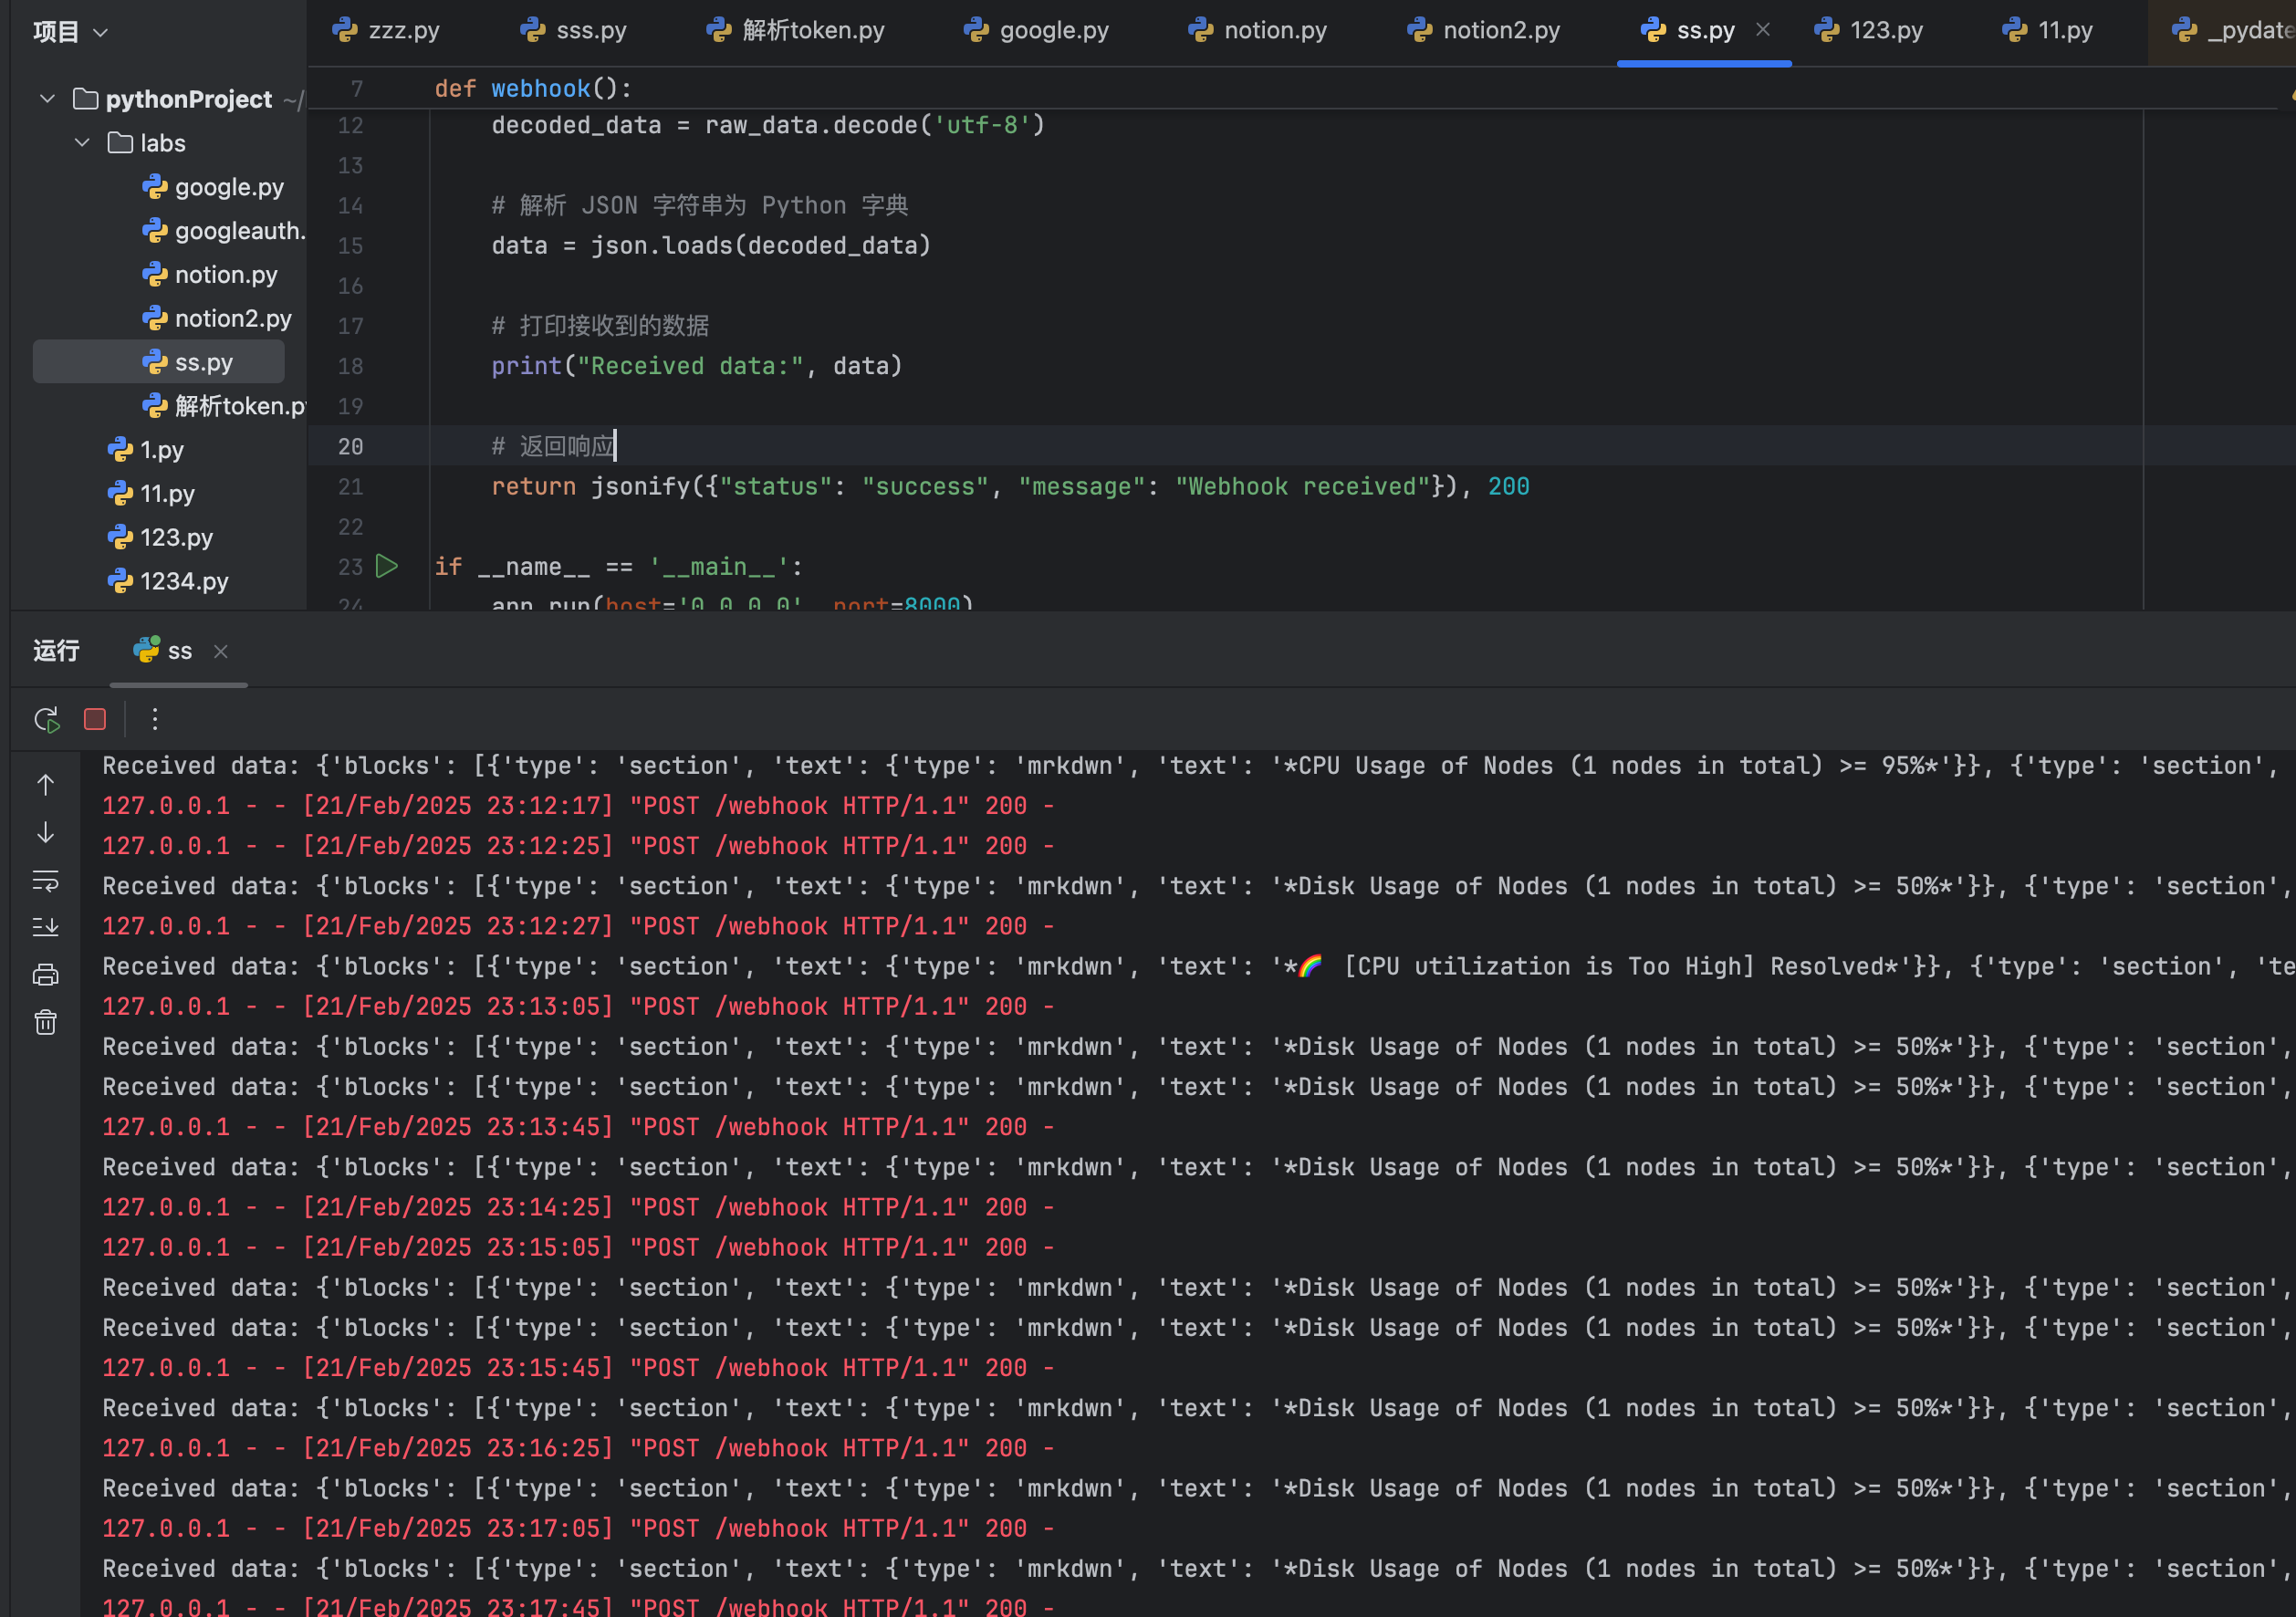 项目
zzz.py sss.py 解析token.py google.py notion.py notion2.py ss.py 123.py 11.py _pydate
pythonProject ~/
labs
google.py
googleauth.
notion.py
notion2.py
ss.py
解析token.p
1.py
11.py
123.py
1234.py
7 def webhook():
12 decoded_data = raw_data.decode('utf-8')
13
14 # 解析 JSON 字符串为 Python 字典
15 data = json.loads(decoded_data)
16
17 # 打印接收到的数据
18 print("Received data:", data)
19
20 # 返回响应
21 return jsonify({"status": "success", "message": "Webhook received"}), 200
22
23 if __name__ == '__main__':
24 app.run(host='0.0.0.0', port=8000)
运行 ss
Received data: {'blocks': [{'type': 'section', 'text': {'type': 'mrkdwn', 'text': '*CPU Usage of Nodes (1 nodes in total) >= 95%*'}}, {'type': 'section',
127.0.0.1 - - [21/Feb/2025 23:12:17] "POST /webhook HTTP/1.1" 200 -
127.0.0.1 - - [21/Feb/2025 23:12:25] "POST /webhook HTTP/1.1" 200 -
Received data: {'blocks': [{'type': 'section', 'text': {'type': 'mrkdwn', 'text': '*Disk Usage of Nodes (1 nodes in total) >= 50%*'}}, {'type': 'section',
127.0.0.1 - - [21/Feb/2025 23:12:27] "POST /webhook HTTP/1.1" 200 -
Received data: {'blocks': [{'type': 'section', 'text': {'type': 'mrkdwn', 'text': '*🌈 [CPU utilization is Too High] Resolved*'}}, {'type': 'section', 'te
127.0.0.1 - - [21/Feb/2025 23:13:05] "POST /webhook HTTP/1.1" 200 -
Received data: {'blocks': [{'type': 'section', 'text': {'type': 'mrkdwn', 'text': '*Disk Usage of Nodes (1 nodes in total) >= 50%*'}}, {'type': 'section',
Received data: {'blocks': [{'type': 'section', 'text': {'type': 'mrkdwn', 'text': '*Disk Usage of Nodes (1 nodes in total) >= 50%*'}}, {'type': 'section',
127.0.0.1 - - [21/Feb/2025 23:13:45] "POST /webhook HTTP/1.1" 200 -
Received data: {'blocks': [{'type': 'section', 'text': {'type': 'mrkdwn', 'text': '*Disk Usage of Nodes (1 nodes in total) >= 50%*'}}, {'type': 'section',
127.0.0.1 - - [21/Feb/2025 23:14:25] "POST /webhook HTTP/1.1" 200 -
127.0.0.1 - - [21/Feb/2025 23:15:05] "POST /webhook HTTP/1.1" 200 -
Received data: {'blocks': [{'type': 'section', 'text': {'type': 'mrkdwn', 'text': '*Disk Usage of Nodes (1 nodes in total) >= 50%*'}}, {'type': 'section',
Received data: {'blocks': [{'type': 'section', 'text': {'type': 'mrkdwn', 'text': '*Disk Usage of Nodes (1 nodes in total) >= 50%*'}}, {'type': 'section',
127.0.0.1 - - [21/Feb/2025 23:15:45] "POST /webhook HTTP/1.1" 200 -
Received data: {'blocks': [{'type': 'section', 'text': {'type': 'mrkdwn', 'text': '*Disk Usage of Nodes (1 nodes in total) >= 50%*'}}, {'type': 'section',
127.0.0.1 - - [21/Feb/2025 23:16:25] "POST /webhook HTTP/1.1" 200 -
Received data: {'blocks': [{'type': 'section', 'text': {'type': 'mrkdwn', 'text': '*Disk Usage of Nodes (1 nodes in total) >= 50%*'}}, {'type': 'section',
127.0.0.1 - - [21/Feb/2025 23:17:05] "POST /webhook HTTP/1.1" 200 -
Received data: {'blocks': [{'type': 'section', 'text': {'type': 'mrkdwn', 'text': '*Disk Usage of Nodes (1 nodes in total) >= 50%*'}}, {'type': 'section',
127.0.0.1 - - [21/Feb/2025 23:17:45] "POST /webhook HTTP/1.1" 200 -